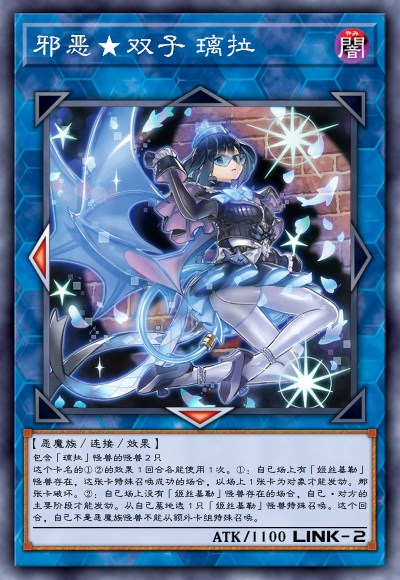 邪恶★双子 璃拉
やみ
闇
【恶魔族／连接／效果】
包含「璃拉」怪兽的怪兽２只
这个卡名的①②的效果１回合各能使用１次。①：自己场上有「姬丝基勒」
怪兽存在，这张卡特殊召唤成功的场合，以场上１张卡为对象才能发动。那
张卡破坏。②：自己场上没有「姬丝基勒」怪兽存在的场合，自己·对方的
主要阶段才能发动。从自己墓地选１只「姬丝基勒」怪兽特殊召唤。这个回
合，自己不是恶魔族怪兽不能从额外卡组特殊召唤。
ATK/1100 LINK-2